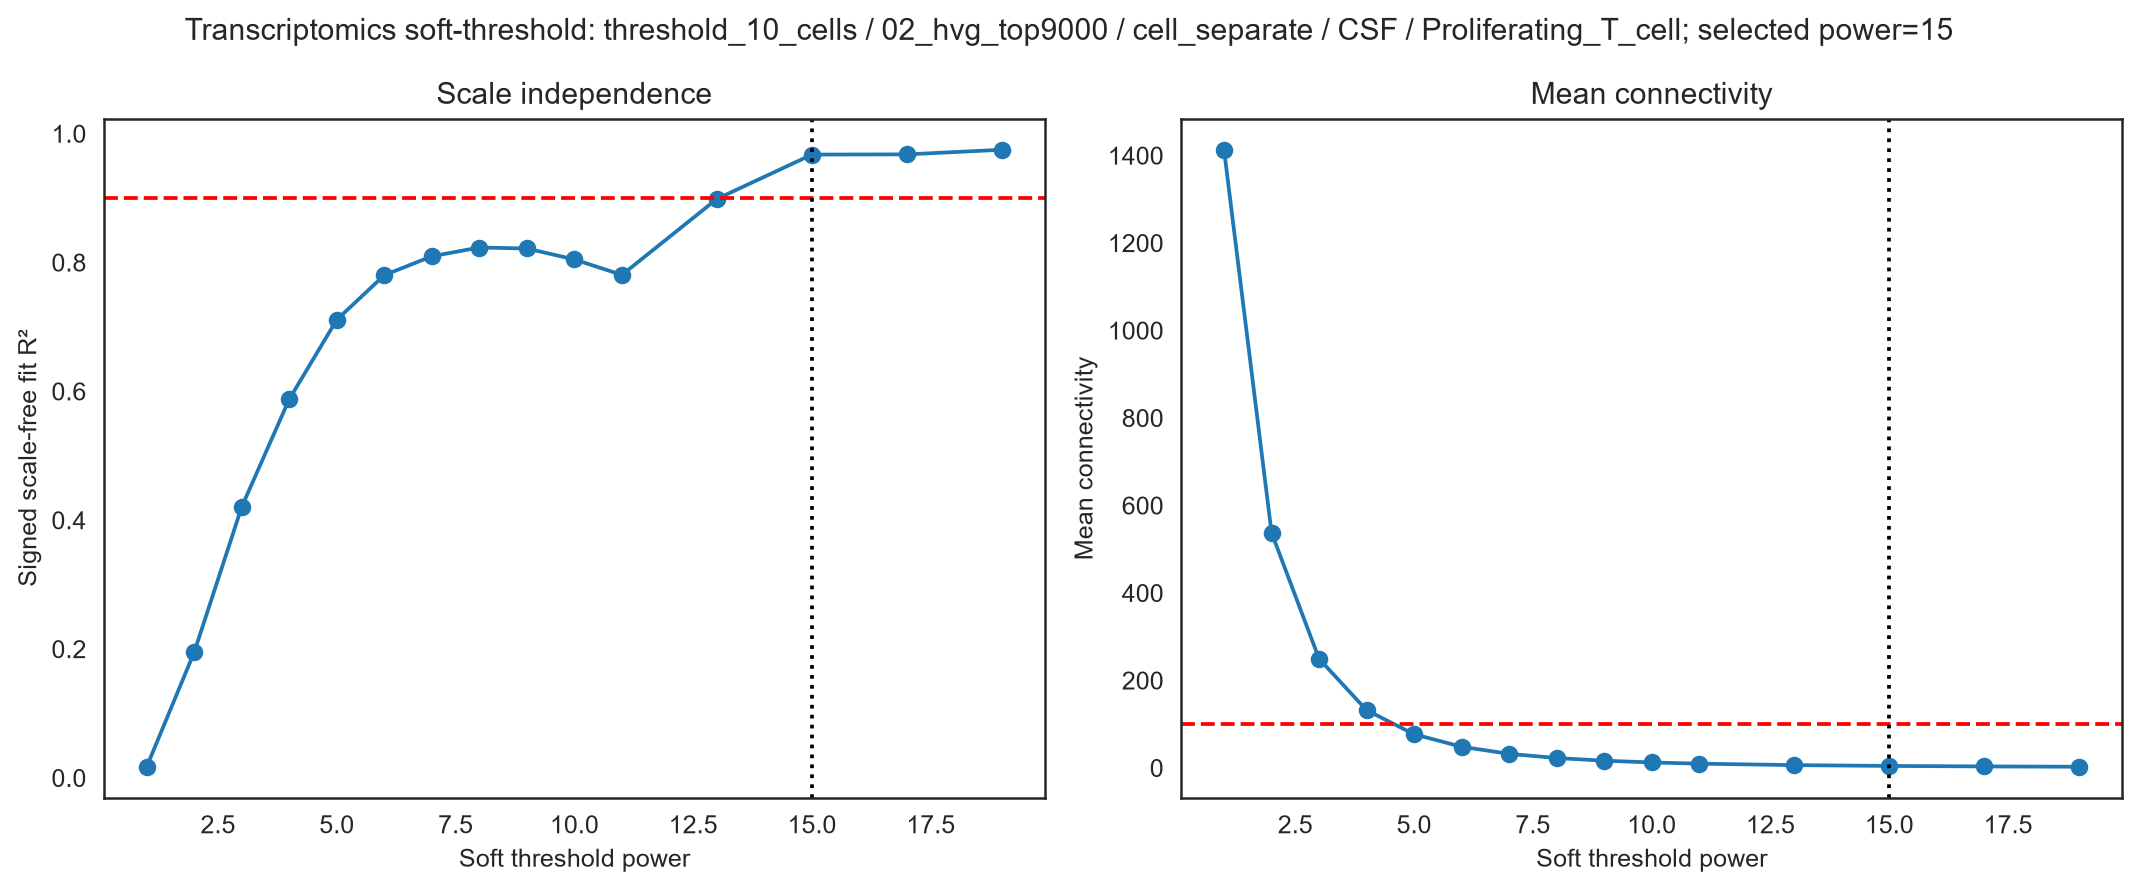 Transcriptomics soft-threshold: threshold_10_cells / 02_hvg_top9000 / cell_separate / CSF / Proliferating_T_cell; selected power=15
Scale independence
Signed scale-free fit R²
1.0
0.8
0.6
0.4
0.2
0.0
2.5 5.0 7.5 10.0 12.5 15.0 17.5
Soft threshold power
Mean connectivity
Mean connectivity
1400
1200
1000
800
600
400
200
0
2.5 5.0 7.5 10.0 12.5 15.0 17.5
Soft threshold power